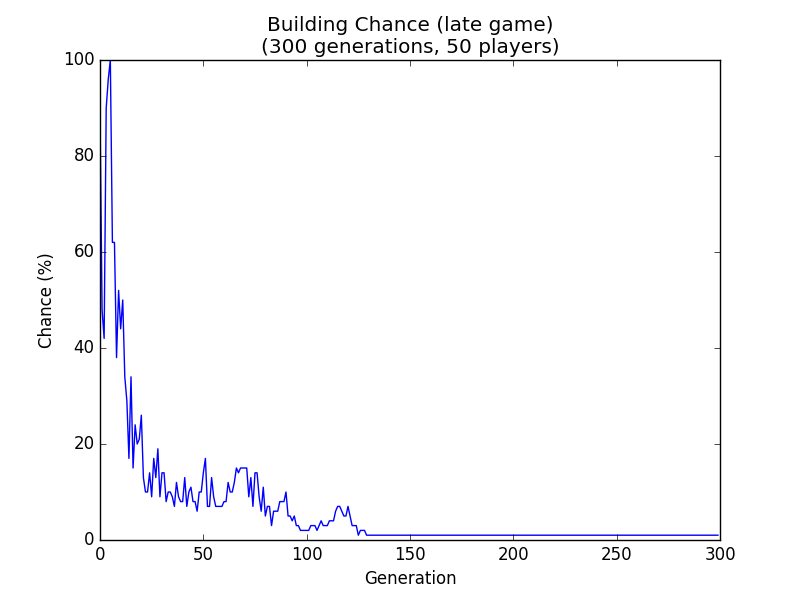 Building Chance (late game)
(300 generations, 50 players)
100
80
60
40
20
0
Chance (%)
0 50 100 150 200 250 300
Generation